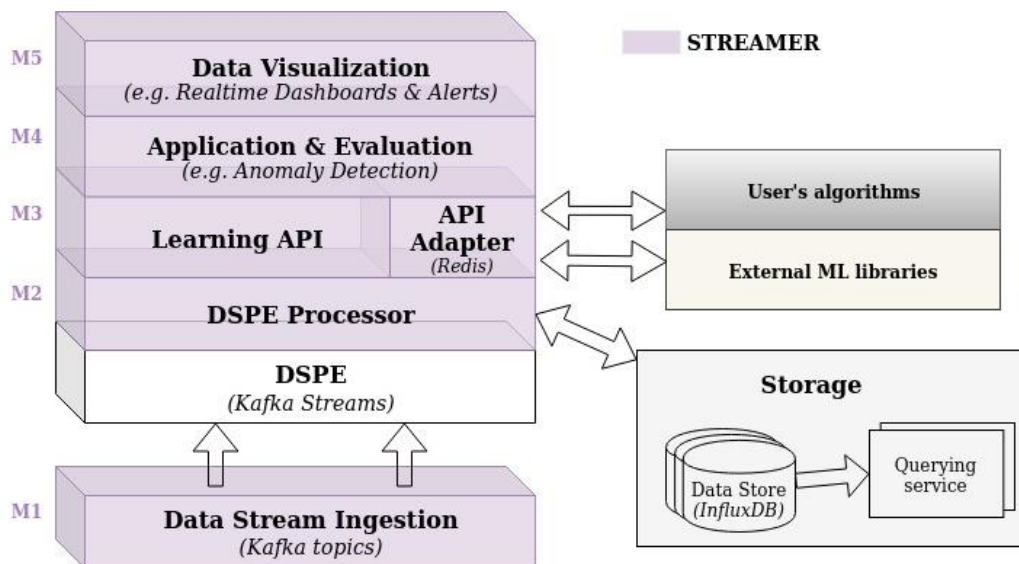 M5
Data Visualization
(e.g. Realtime Dashboards & Alerts)
STREAMER
M4
Application & Evaluation
(e.g. Anomaly Detection)
M3
Learning API
API
Adapter
(Redis)
User's algorithms
External ML libraries
M2
DSPE Processor
DSPE
(Kafka Streams)
Storage
Data Store
(InfluxDB)
Querying
service
M1
Data Stream Ingestion
(Kafka topics)